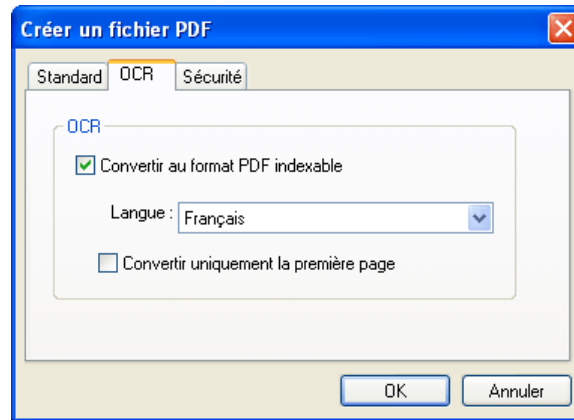 Créer un fichier PDF
Standard OCR Sécurité
OCR
Convertir au format PDF indexable
Langue : Français
Convertir uniquement la première page
OK Annuler